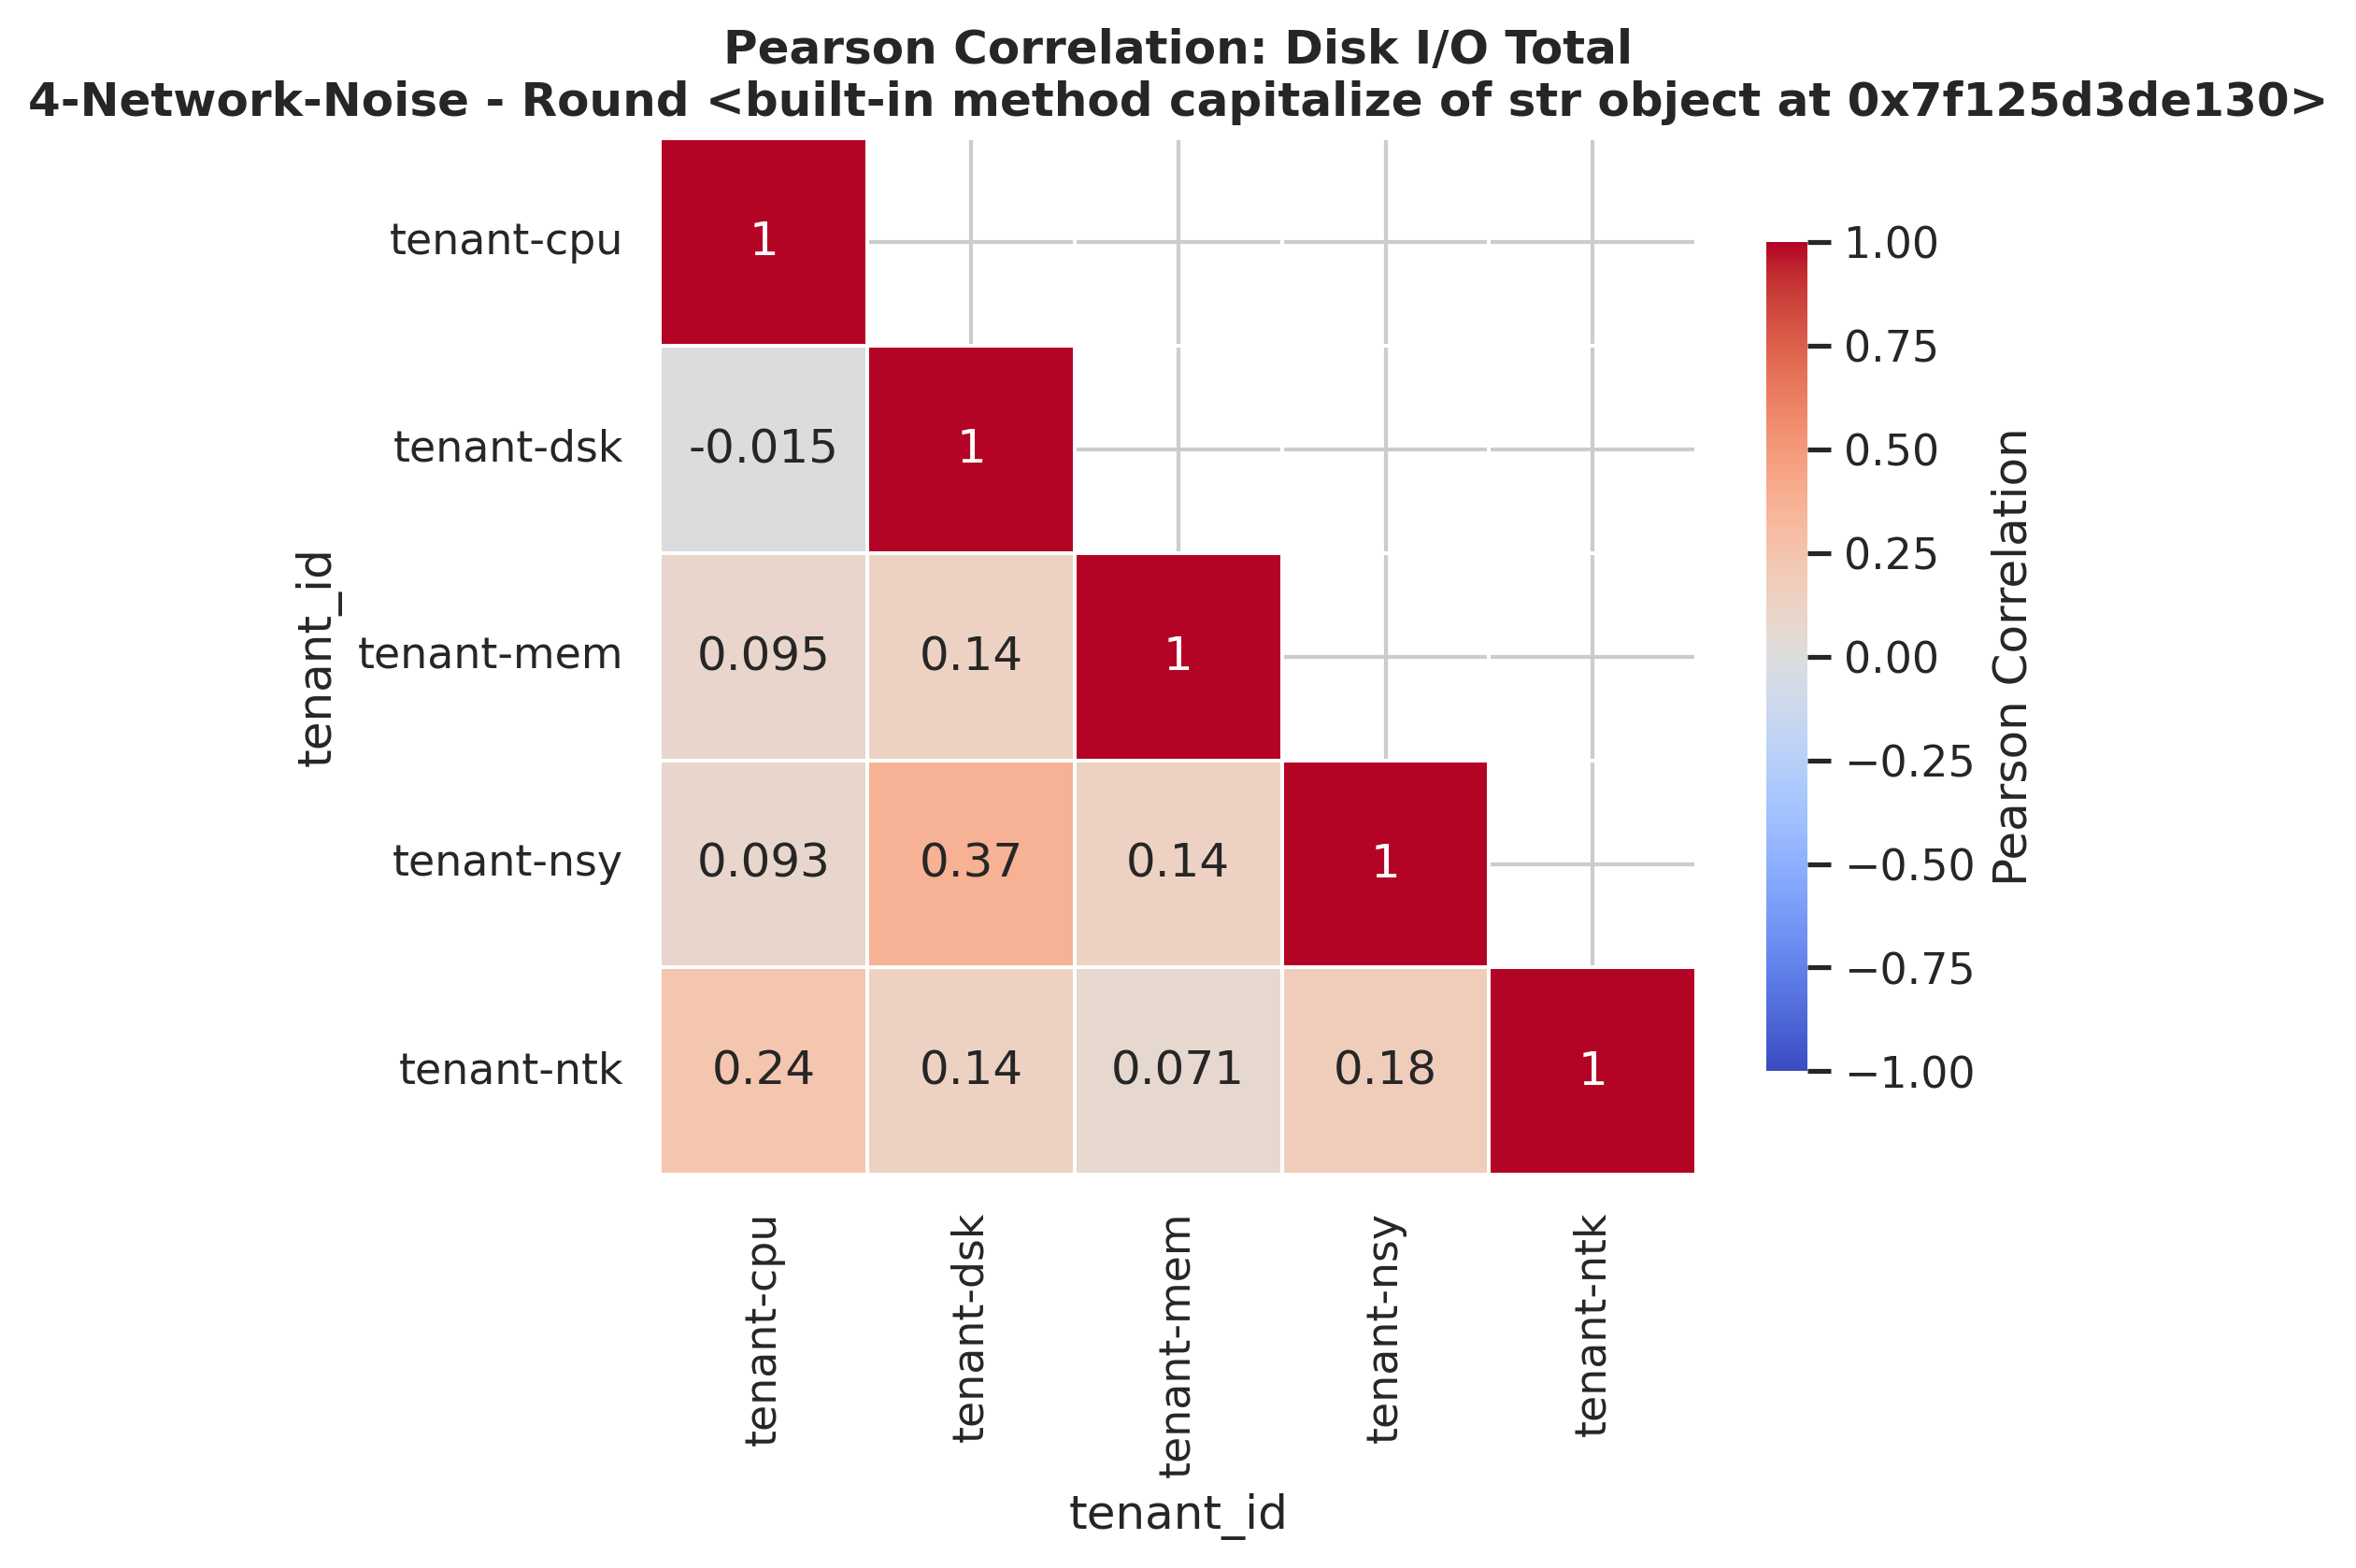 Pearson Correlation: Disk I/O Total
4-Network-Noise - Round <built-in method capitalize of str object at 0x7f125d3de130>
tenant_id
tenant-cpu 1
tenant-dsk -0.015 1
tenant-mem 0.095 0.14 1
tenant-nsy 0.093 0.37 0.14 1
tenant-ntk 0.24 0.14 0.071 0.18 1
tenant-cpu
tenant-dsk
tenant-mem
tenant-nsy
tenant-ntk
tenant_id
1.00
0.75
0.50
0.25
0.00
−0.25
−0.50
−0.75
−1.00
Pearson Correlation